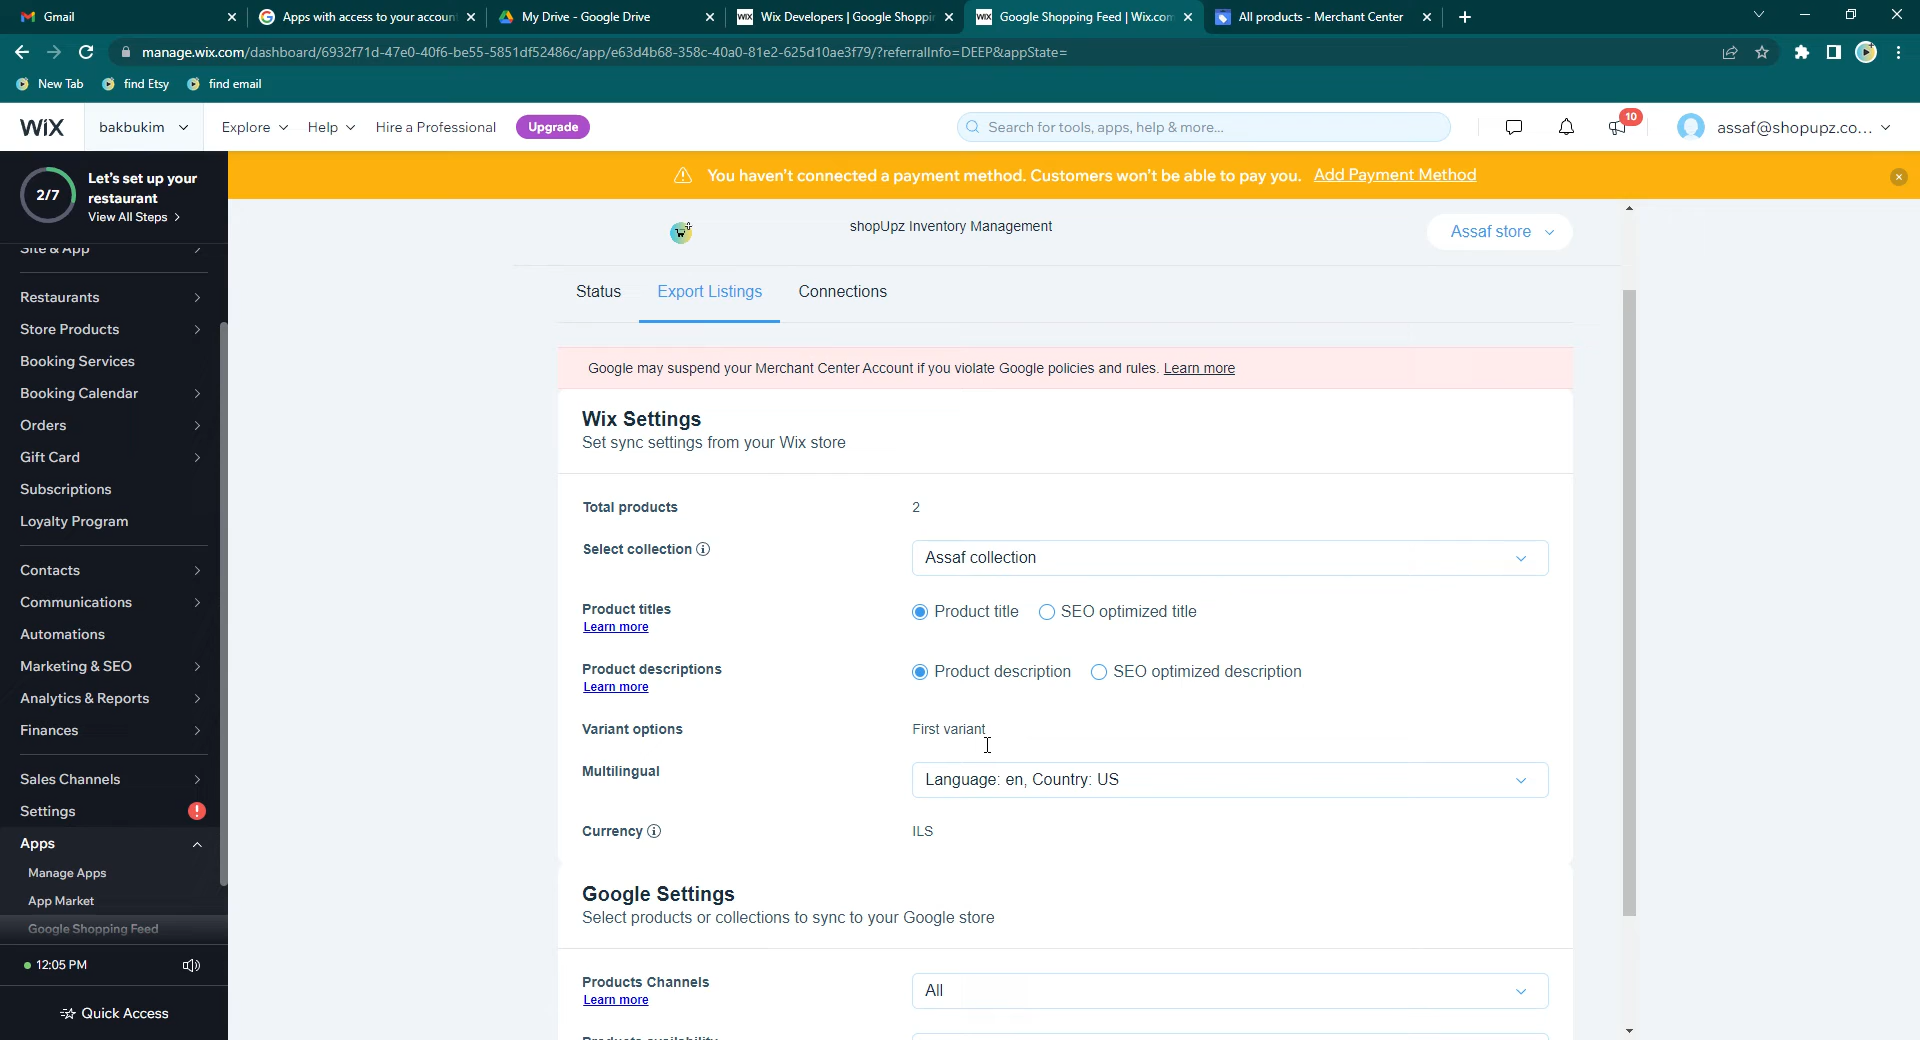 Gmail
Apps with access to your accoun
My Drive - Google Drive
Wix Developers | Google Shoppin
Google Shopping Feed | Wix.com
All products - Merchant Center
manage.wix.com/dashboard/6932f71d-47e0-40f6-be55-5851df52486c/app/e63d4b68-358c-40a0-81e2-625d10ae3f79/?referralInfo=DEEP&appState=
New Tab
find Etsy
find email
WiX
bakbukim
Explore
Help
Hire a Professional
Upgrade
Search for tools, apps, help & more...
10
assaf@shopupz.co...
2/7
Let's set up your
restaurant
View All Steps
You haven't connected a payment method. Customers won't be able to pay you. Add Payment Method
Site & App
Restaurants
Store Products
Booking Services
Booking Calendar
Orders
Gift Card
Subscriptions
Loyalty Program
Contacts
Communications
Automations
Marketing & SEO
Analytics & Reports
Finances
Sales Channels
Settings
Apps
Manage Apps
App Market
Google Shopping Feed
12:05 PM
Quick Access
shopUpz Inventory Management
Assaf store
Status
Export Listings
Connections
Google may suspend your Merchant Center Account if you violate Google policies and rules. Learn more
Wix Settings
Set sync settings from your Wix store
Total products
2
Select collection
Assaf collection
Product titles
Learn more
Product title
SEO optimized title
Product descriptions
Learn more
Product description
SEO optimized description
Variant options
First variant
Multilingual
Language: en, Country: US
Currency
ILS
Google Settings
Select products or collections to sync to your Google store
Products Channels
Learn more
All
Products availability